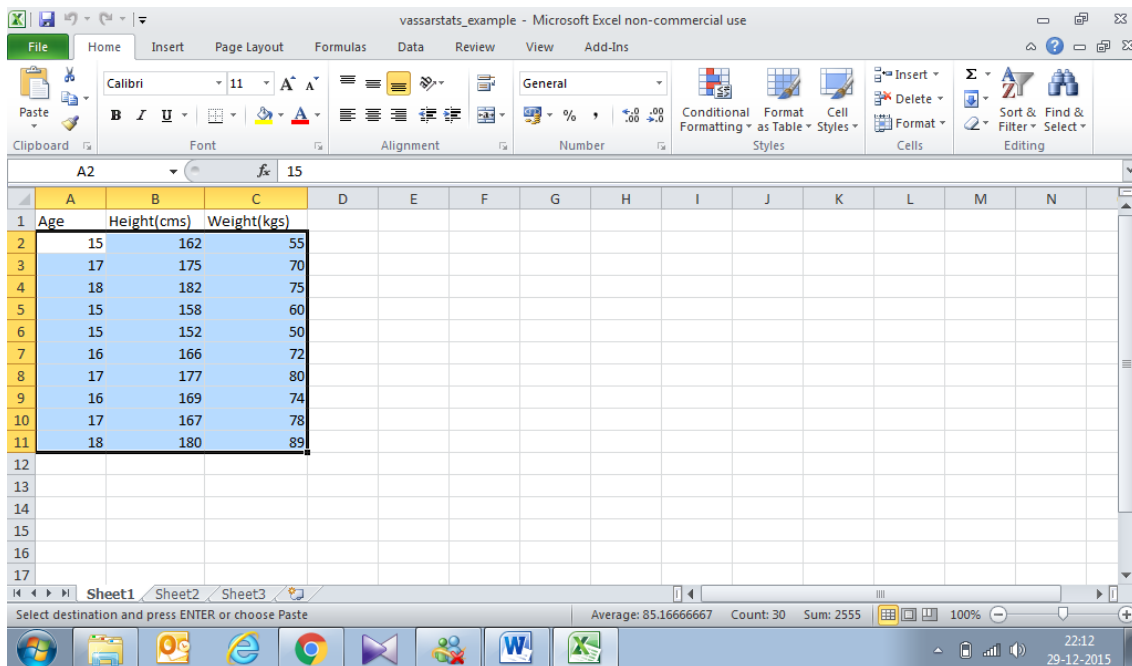 vassarstats_example - Microsoft Excel non-commercial use
File Home Insert Page Layout Formulas Data Review View Add-Ins
Calibri 11 A A General Insert Σ
Paste B I U A % , Conditional Format Cell Delete Sort & Find &
Formatting as Table Styles Format Filter Select
Clipboard Font Alignment Number Styles Cells Editing
A2 fx 15
A B C D E F G H I J K L M N
1 Age Height(cms) Weight(kgs)
2 15 162 55
3 17 175 70
4 18 182 75
5 15 158 60
6 15 152 50
7 16 166 72
8 17 177 80
9 16 169 74
10 17 167 78
11 18 180 89
12
13
14
15
16
17
Sheet1 Sheet2 Sheet3
Select destination and press ENTER or choose Paste Average: 85.16666667 Count: 30 Sum: 2555 100%
22:12
29-12-2015